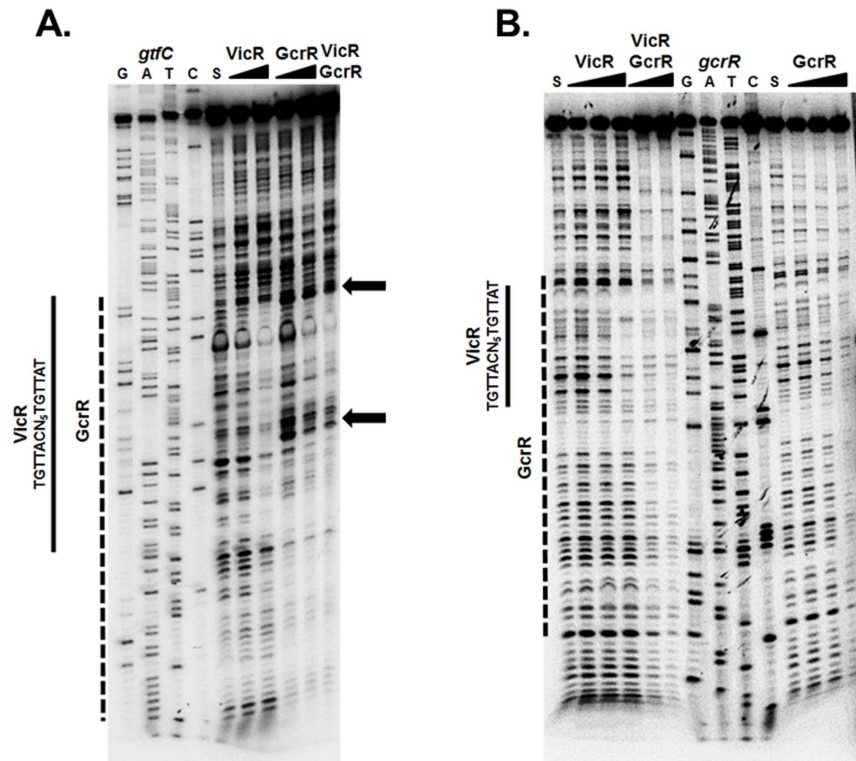 A.
gtfC VicR GcrR VicR
GcrR
G A T C S
VicR
TGTTACN5TGTTAT
GcrR
B.
VicR VicR
GcrR gcrR GcrR
S G A T C S
VicR
TGTTACN5TGTTAT
GcrR